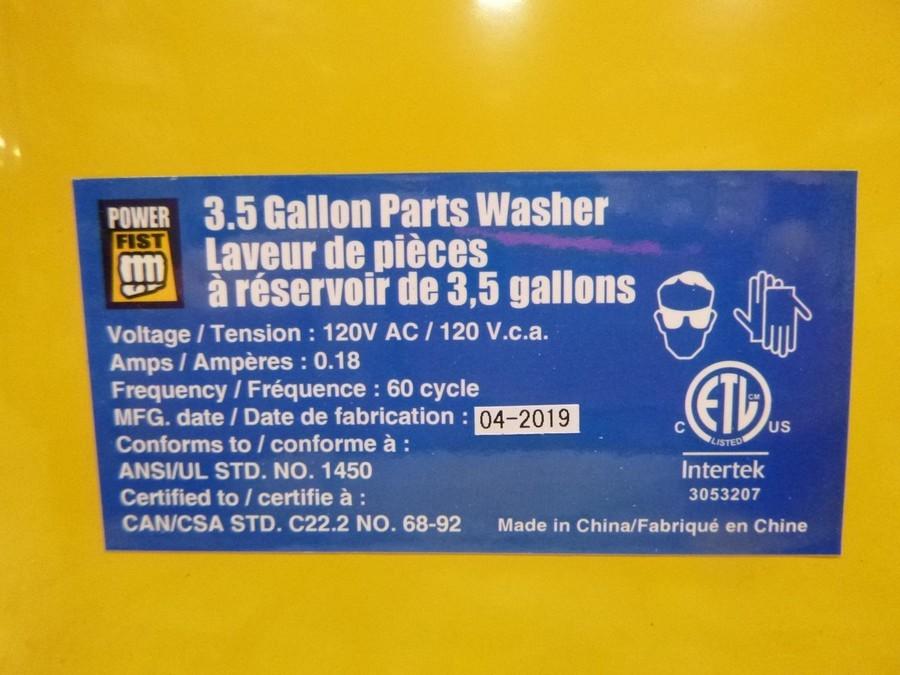 POWER
FIST
3.5 Gallon Parts Washer
Laveur de pièces
à réservoir de 3,5 gallons
Voltage / Tension : 120V AC / 120 V.c.a.
Amps / Ampères : 0.18
Frequency / Fréquence : 60 cycle
MFG. date / Date de fabrication : 04-2019
Conforms to / conforme à :
ANSI/UL STD. NO. 1450
Certified to / certifie à :
CAN/CSA STD. C22.2 NO. 68-92
ETL CM
C LISTED US
Intertek
3053207
Made in China/Fabriqué en Chine